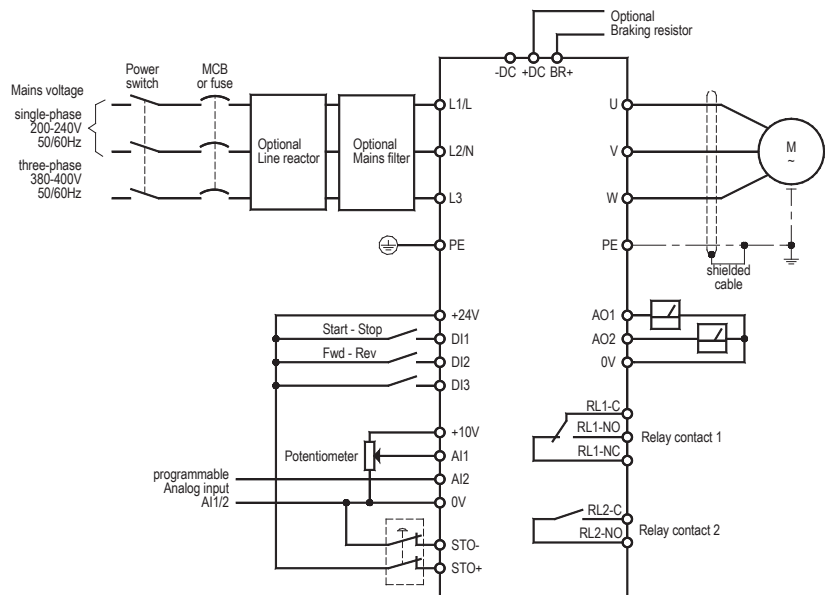 Optional
Braking resistor
-DC +DC BR+
Power
switch
MCB
or fuse
Mains voltage
single-phase
200-240V
50/60Hz
three-phase
380-400V
50/60Hz
Optional
Line reactor
Optional
Mains filter
L1/L
L2/N
L3
PE
U
V
W
PE
M
~
shielded
cable
+24V
Start - Stop
DI1
Fwd - Rev
DI2
DI3
+10V
Potentiometer
AI1
programmable
Analog input
AI1/2
AI2
0V
STO-
STO+
AO1
AO2
0V
RL1-C
RL1-NO
RL1-NC
Relay contact 1
RL2-C
RL2-NO
Relay contact 2